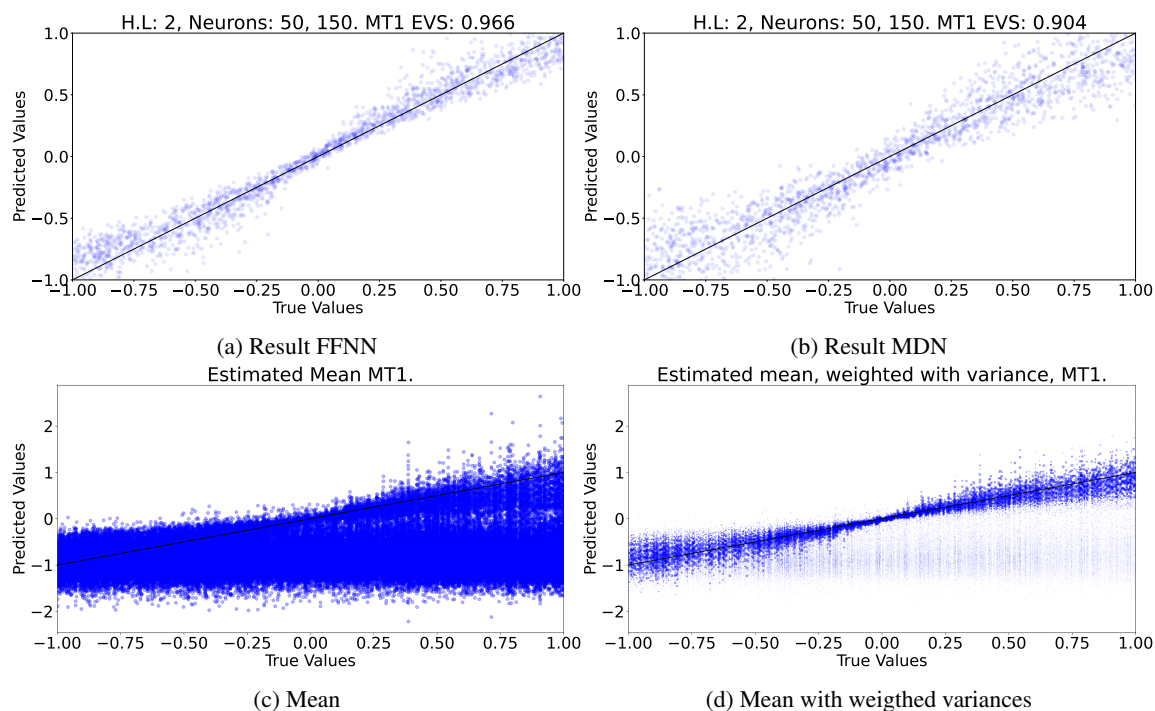 H.L: 2, Neurons: 50, 150. MT1 EVS: 0.966
1.0
0.5
0.0
−0.5
−1.0
Predicted Values
−1.00 −0.75 −0.50 −0.25 0.00 0.25 0.50 0.75 1.00
True Values
(a) Result FFNN
H.L: 2, Neurons: 50, 150. MT1 EVS: 0.904
1.0
0.5
0.0
−0.5
−1.0
Predicted Values
−1.00 −0.75 −0.50 −0.25 0.00 0.25 0.50 0.75 1.00
True Values
(b) Result MDN
Estimated Mean MT1.
2
1
0
−1
−2
Predicted Values
−1.00 −0.75 −0.50 −0.25 0.00 0.25 0.50 0.75 1.00
True Values
(c) Mean
Estimated mean, weighted with variance, MT1.
2
1
0
−1
−2
Predicted Values
−1.00 −0.75 −0.50 −0.25 0.00 0.25 0.50 0.75 1.00
True Values
(d) Mean with weigthed variances